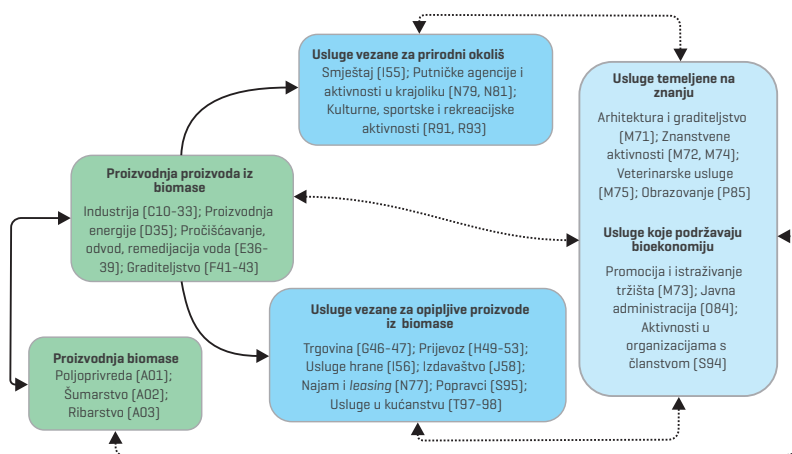 Usluge vezane za prirodni okoliš
Smještaj (I55); Putničke agencije i
aktivnosti u krajoliku (N79, N81);
Kulturne, sportske i rekreacijske
aktivnosti (R91, R93)
Usluge temeljene na
znanju
Arhitektura i graditeljstvo
(M71); Znanstvene
aktivnosti (M72, M74);
Veterinarske usluge
(M75); Obrazovanje (P85)
Usluge koje podržavaju
bioekonomiju
Promocija i istraživanje
tržišta (M73); Javna
administracija (O84);
Aktivnosti u
organizacijama s
članstvom (S94)
Proizvodnja proizvoda iz
biomase
Industrija (C10-33); Proizvodnja
energije (D35); Pročišćavanje,
odvod, remedijacija voda (E36-
39); Graditeljstvo (F41-43)
Usluge vezane za opipljive proizvode
iz biomase
Trgovina (G46-47); Prijevoz (H49-53);
Usluge hrane (I56); Izdavaštvo (J58);
Najam i leasing (N77); Popravci (S95);
Usluge u kućanstvu (T97-98)
Proizvodnja biomase
Poljoprivreda (A01);
Šumarstvo (A02);
Ribarstvo (A03)